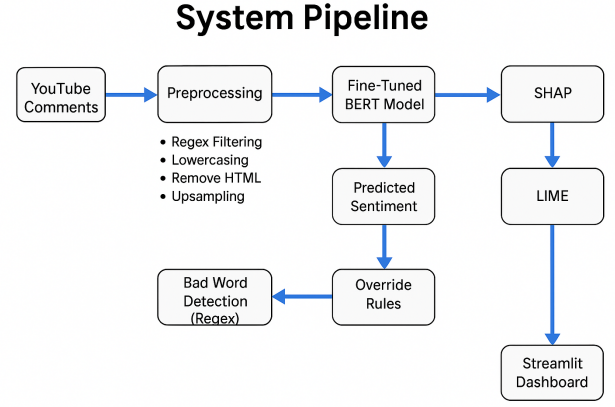 System Pipeline
YouTube
Comments
Preprocessing
Fine-Tuned
BERT Model
SHAP
• Regex Filtering
• Lowercasing
• Remove HTML
• Upsampling
Predicted
Sentiment
LIME
Bad Word
Detection
(Regex)
Override
Rules
Streamlit
Dashboard